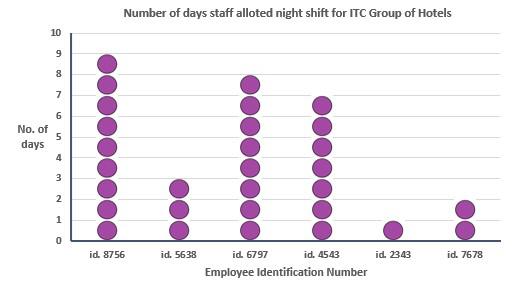 Number of days staff alloted night shift for ITC Group of Hotels
10
9
8
7
6
5
4
3
2
1
0
No. of
days
id. 8756 id. 5638 id. 6797 id. 4543 id. 2343 id. 7678
Employee Identification Number